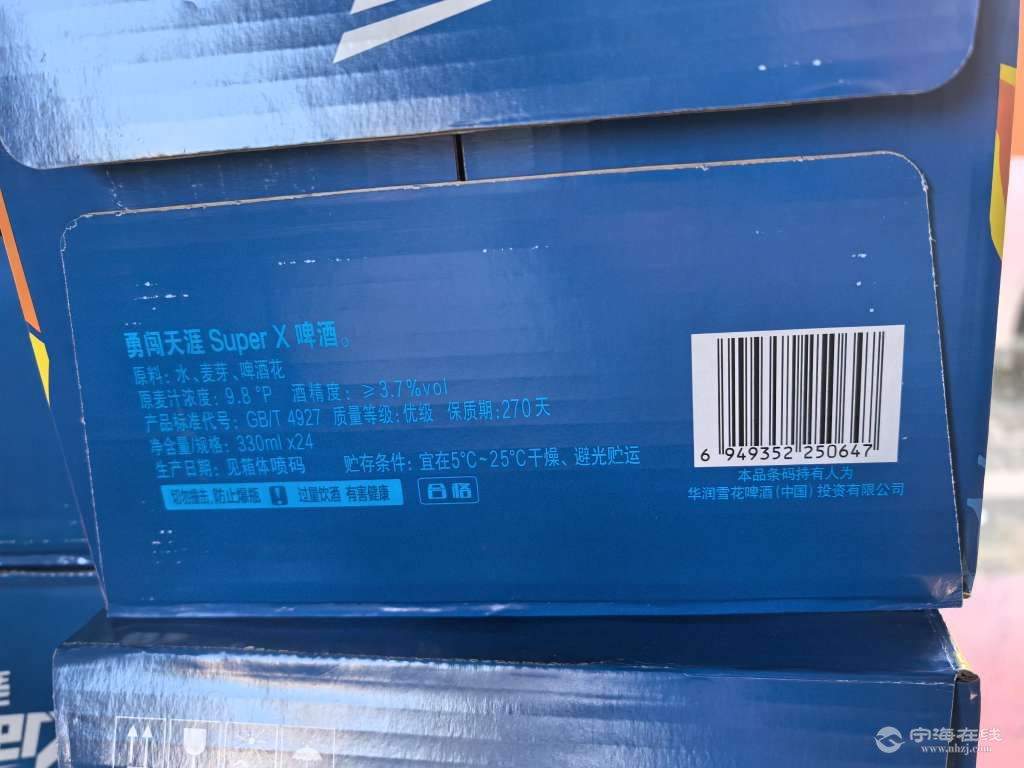 勇闯天涯 Super X 啤酒。
原料：水、麦芽、啤酒花
原麦汁浓度：9.8 °P 酒精度：≥3.7%vol
产品标准代号：GB/T 4927 质量等级：优级 保质期：270 天
净含量/规格：330ml x24
生产日期：见箱体喷码 贮存条件：宜在5℃~25℃干燥、避光贮运
切勿撞击，防止爆瓶 ! 过量饮酒 有害健康 合格
6 949352 250647
本品条码持有人为
华润雪花啤酒（中国）投资有限公司
宁海在线
www.nhzj.com